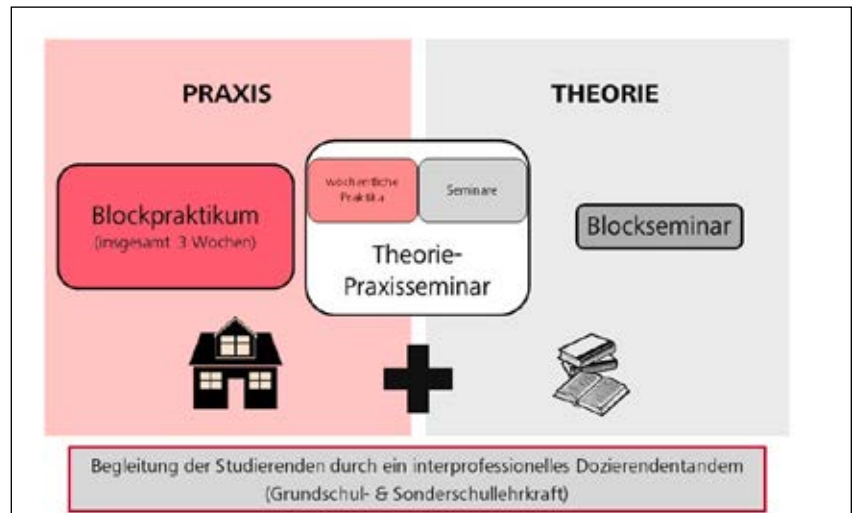 PRAXIS
THEORIE
Blockpraktikum
(insgesamt 3 Wochen)
wöchentliche
Praktika
Seminare
Theorie-
Praxisseminar
Blockseminar
Begleitung der Studierenden durch ein interprofessionelles Dozierendentandem
(Grundschul- & Sonderschullehrkraft)